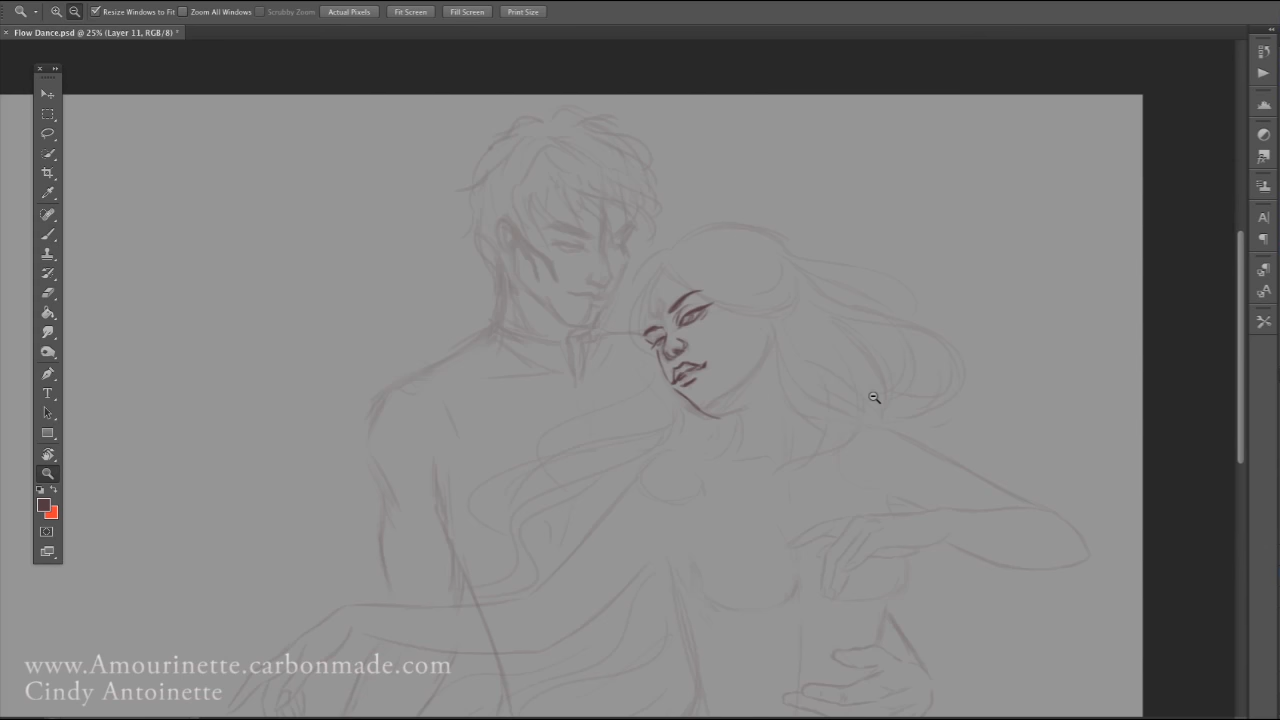 Resize Windows to Fit Zoom All Windows Scrubby Zoom Actual Pixels Fit Screen Fill Screen Print Size
Flow Dance.psd @ 25% (Layer 11, RGB/8) *
www.Amourinette.carbonmade.com
Cindy Antoinette